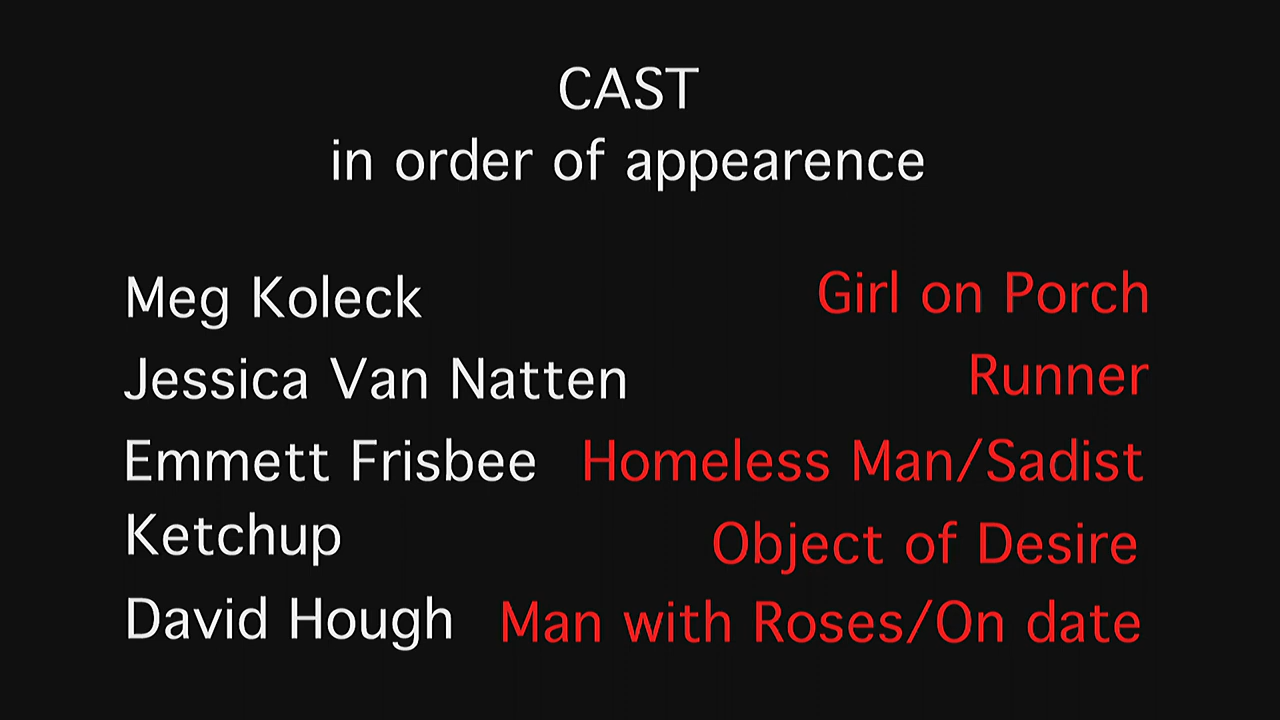 CAST
in order of appearence
Meg Koleck Girl on Porch
Jessica Van Natten Runner
Emmett Frisbee Homeless Man/Sadist
Ketchup Object of Desire
David Hough Man with Roses/On date